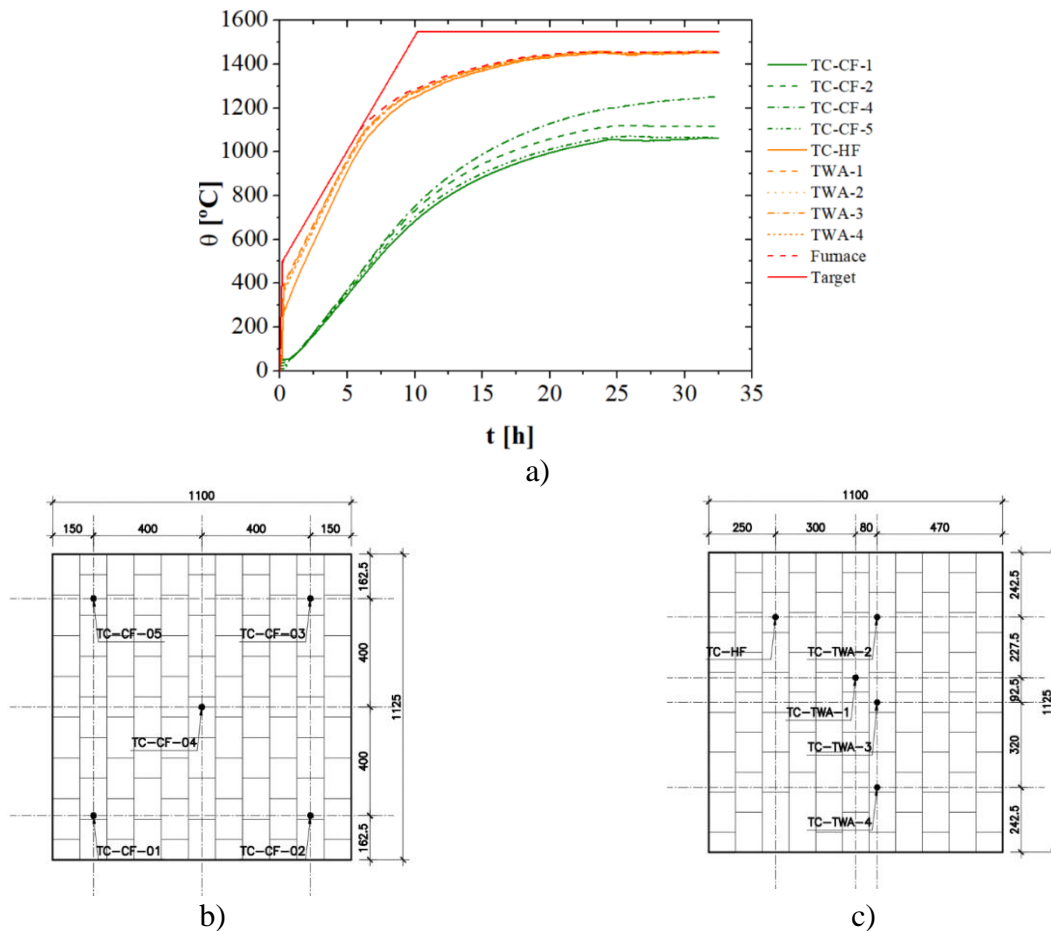 1600
1400
1200
1000
800
600
400
200
0
θ [ºC]
0 5 10 15 20 25 30 35
t [h]
TC-CF-1
TC-CF-2
TC-CF-4
TC-CF-5
TC-HF
TWA-1
TWA-2
TWA-3
TWA-4
Furnace
Target
a)
1100
150 400 400 150
162.5
400
400
162.5
1125
TC-CF-05
TC-CF-03
TC-CF-04
TC-CF-01
TC-CF-02
b)
1100
250 300 80 470
242.5
227.5
92.5
320
242.5
1125
TC-HF
TC-TWA-2
TC-TWA-1
TC-TWA-3
TC-TWA-4
c)